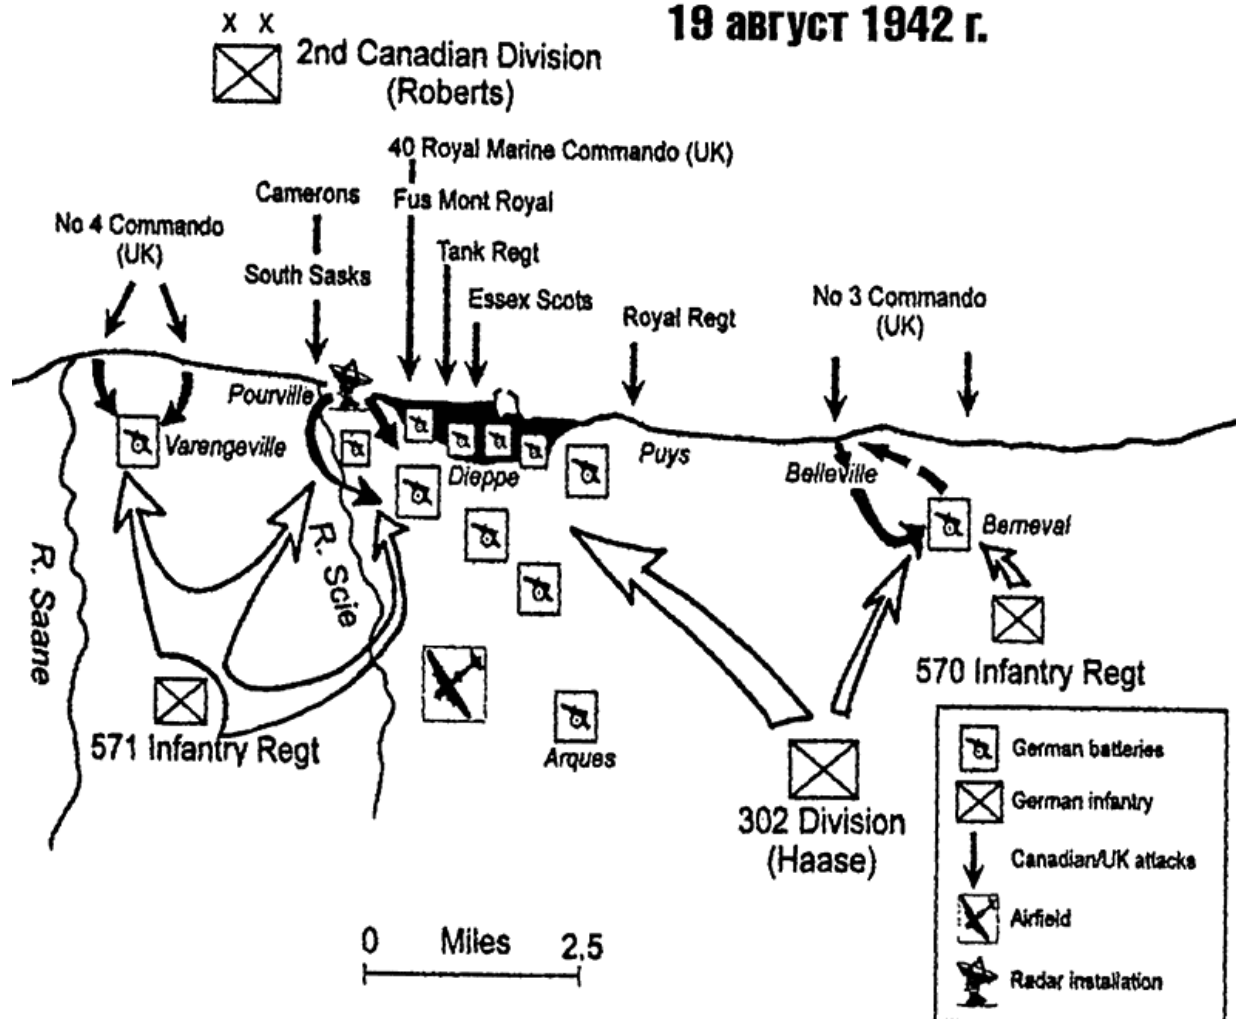 19 август 1942 г.
X X
2nd Canadian Division
(Roberts)
40 Royal Marine Commando (UK)
Camerons
Fus Mont Royal
No 4 Commando
(UK)
Tank Regt
South Sasks
Essex Scots
No 3 Commando
(UK)
Royal Regt
Pourville
Varengeville
Dieppe
Puys
Belleville
Berneval
R. Saane
R. Scie
570 Infantry Regt
571 Infantry Regt
Arques
302 Division
(Haase)
German batteries
German infantry
Canadian/UK attacks
Airfield
Radar installation
0 Miles 2.5